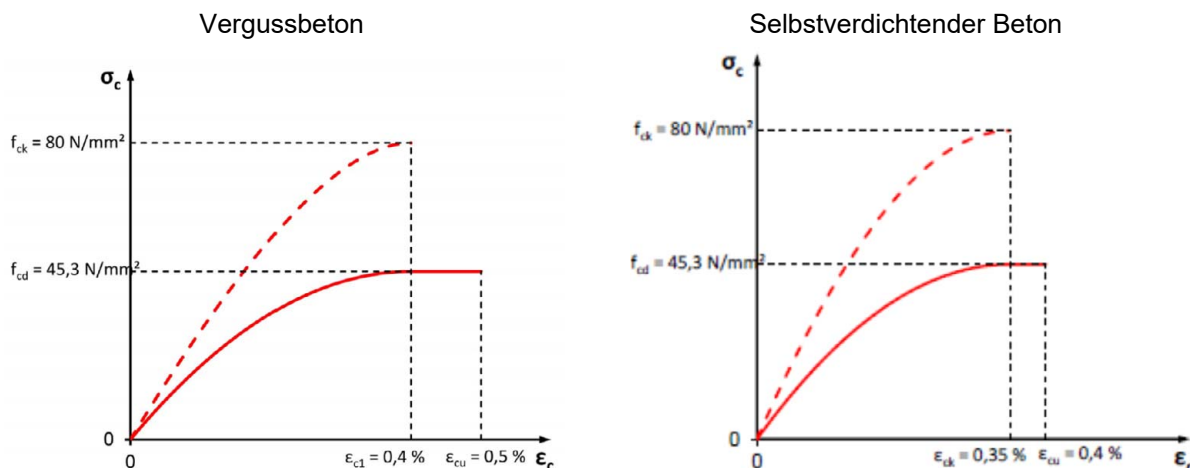 Vergussbeton
σc
fck = 80 N/mm²
fcd = 45,3 N/mm²
0
0
εc1 = 0,4 %
εcu = 0,5 %
εc
Selbstverdichtender Beton
σc
fck = 80 N/mm²
fcd = 45,3 N/mm²
0
0
εck = 0,35 %
εcu = 0,4 %
εc